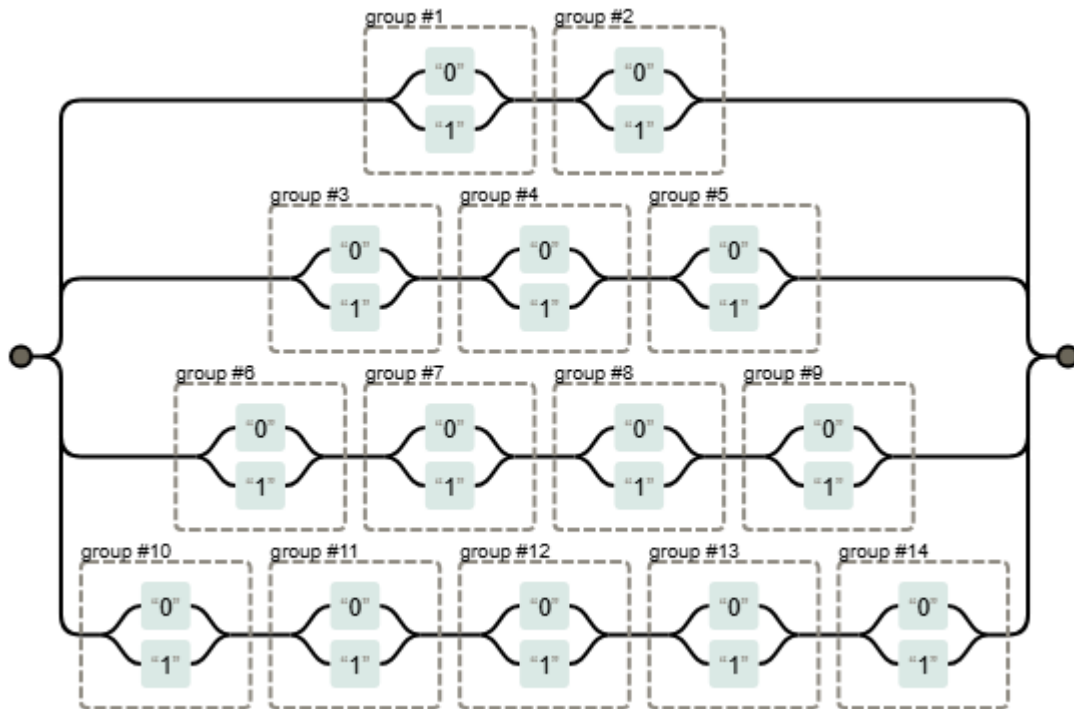 group #1 group #2
“0” “0”
“1” “1”
group #3 group #4 group #5
“0” “0” “0”
“1” “1” “1”
group #6 group #7 group #8 group #9
“0” “0” “0” “0”
“1” “1” “1” “1”
group #10 group #11 group #12 group #13 group #14
“0” “0” “0” “0” “0”
“1” “1” “1” “1” “1”